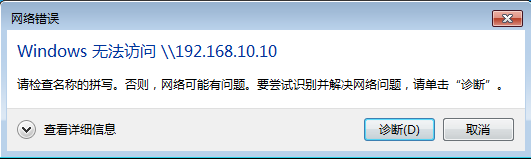 网络错误
Windows 无法访问 \\192.168.10.10
请检查名称的拼写。否则，网络可能有问题。要尝试识别并解决网络问题，请单击“诊断”。
查看详细信息 诊断(D) 取消